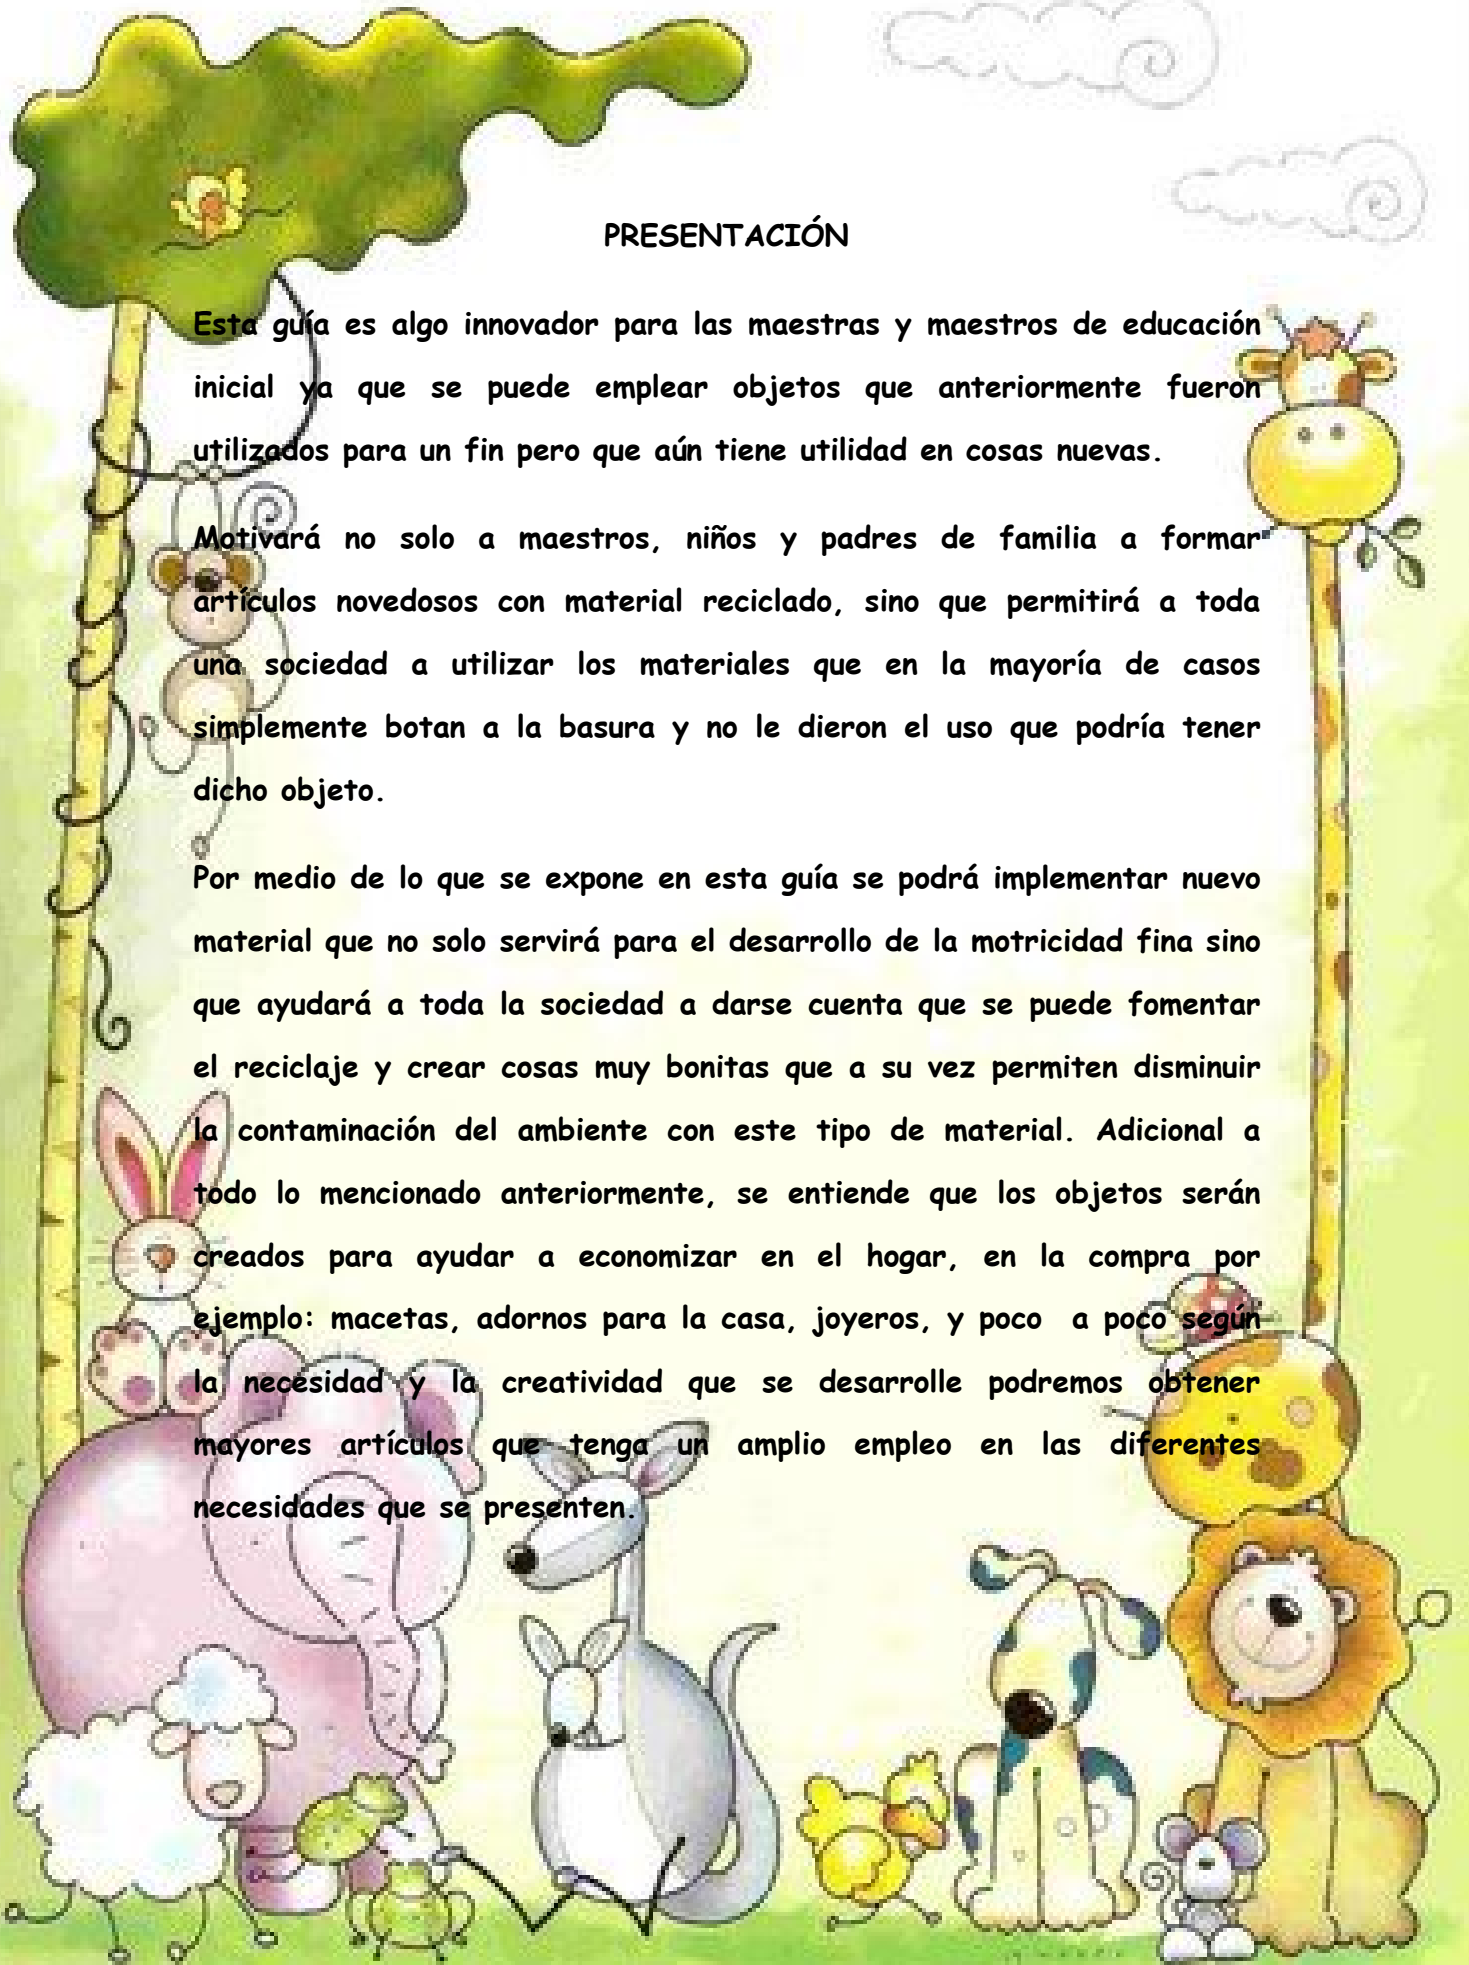 PRESENTACIÓN
Esta guía es algo innovador para las maestras y maestros de educación
inicial ya que se puede emplear objetos que anteriormente fueron
utilizados para un fin pero que aún tiene utilidad en cosas nuevas.
Motivará no solo a maestros, niños y padres de familia a formar
artículos novedosos con material reciclado, sino que permitirá a toda
una sociedad a utilizar los materiales que en la mayoría de casos
simplemente botan a la basura y no le dieron el uso que podría tener
dicho objeto.
Por medio de lo que se expone en esta guía se podrá implementar nuevo
material que no solo servirá para el desarrollo de la motricidad fina sino
que ayudará a toda la sociedad a darse cuenta que se puede fomentar
el reciclaje y crear cosas muy bonitas que a su vez permiten disminuir
la contaminación del ambiente con este tipo de material. Adicional a
todo lo mencionado anteriormente, se entiende que los objetos serán
creados para ayudar a economizar en el hogar, en la compra por
ejemplo: macetas, adornos para la casa, joyeros, y poco a poco según
la necesidad y la creatividad que se desarrolle podremos obtener
mayores artículos que tenga un amplio empleo en las diferentes
necesidades que se presenten.